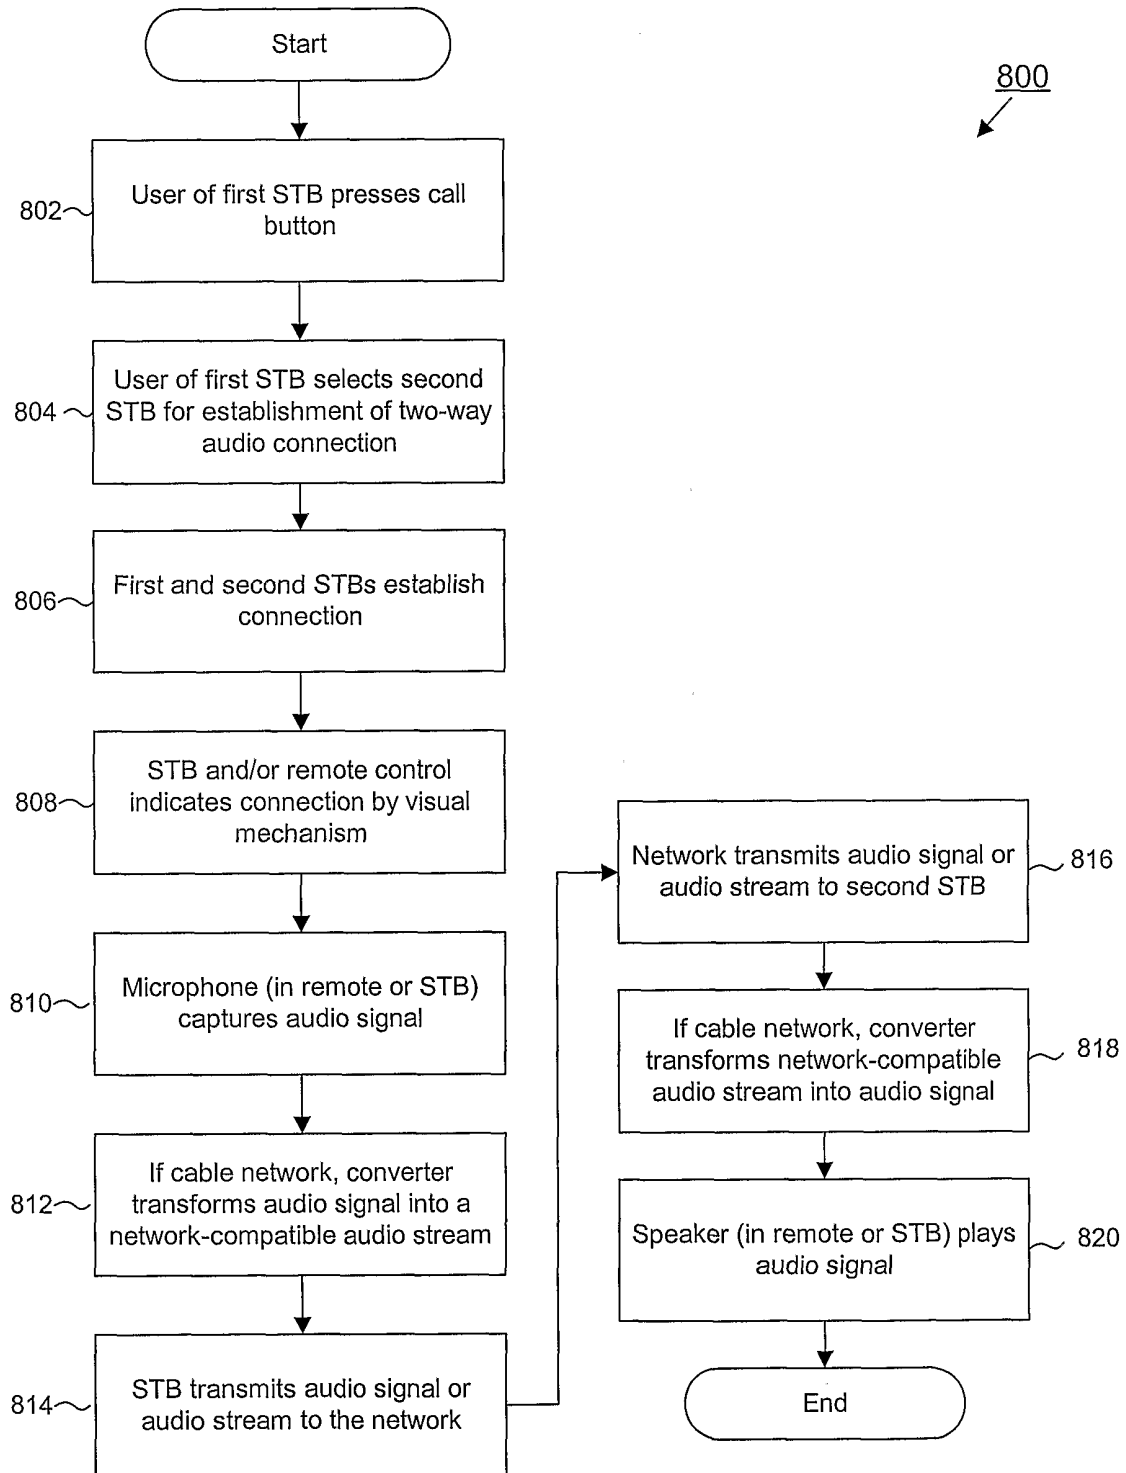 Start
800
802
User of first STB presses call
button
804
User of first STB selects second
STB for establishment of two-way
audio connection
806
First and second STBs establish
connection
808
STB and/or remote control
indicates connection by visual
mechanism
810
Microphone (in remote or STB)
captures audio signal
812
If cable network, converter
transforms audio signal into a
network-compatible audio stream
814
STB transmits audio signal or
audio stream to the network
Network transmits audio signal or
audio stream to second STB
816
If cable network, converter
transforms network-compatible
audio stream into audio signal
818
Speaker (in remote or STB) plays
audio signal
820
End